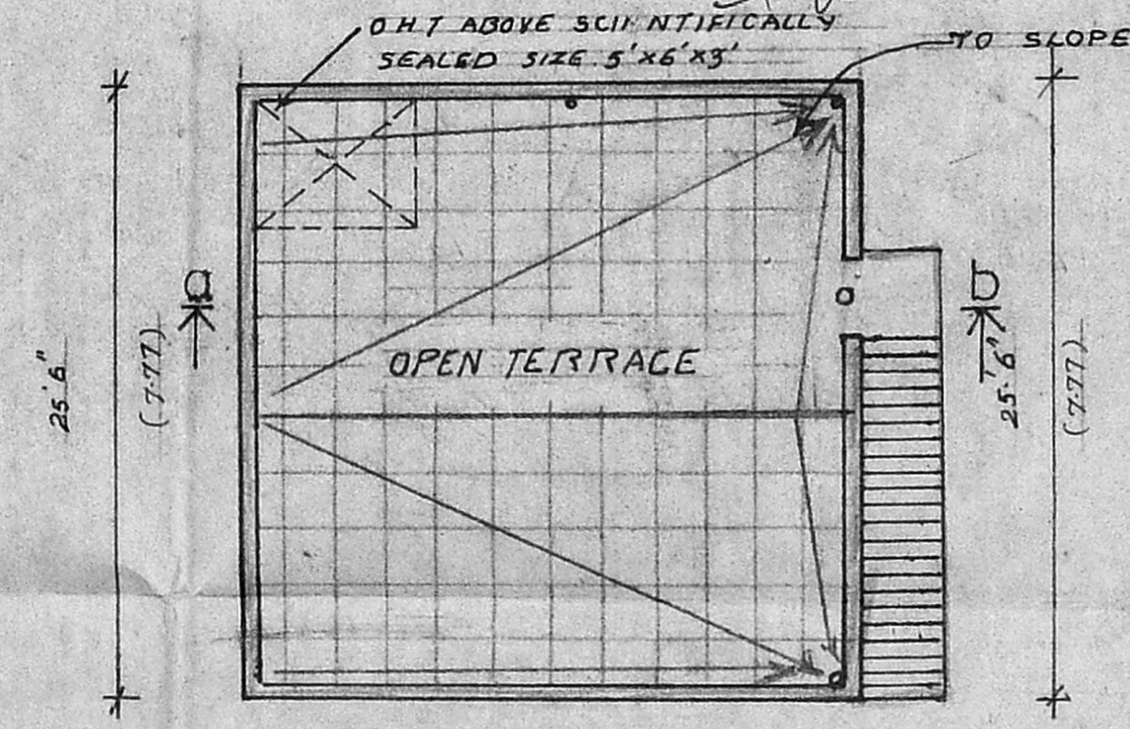 O H T ABOVE SCIENTIFICALLY
SEALED SIZE. 5'X6'X3'
TO SLOPE
D
D
25'.6"
(7.77)
OPEN TERRACE
25'.6"
(7.77)